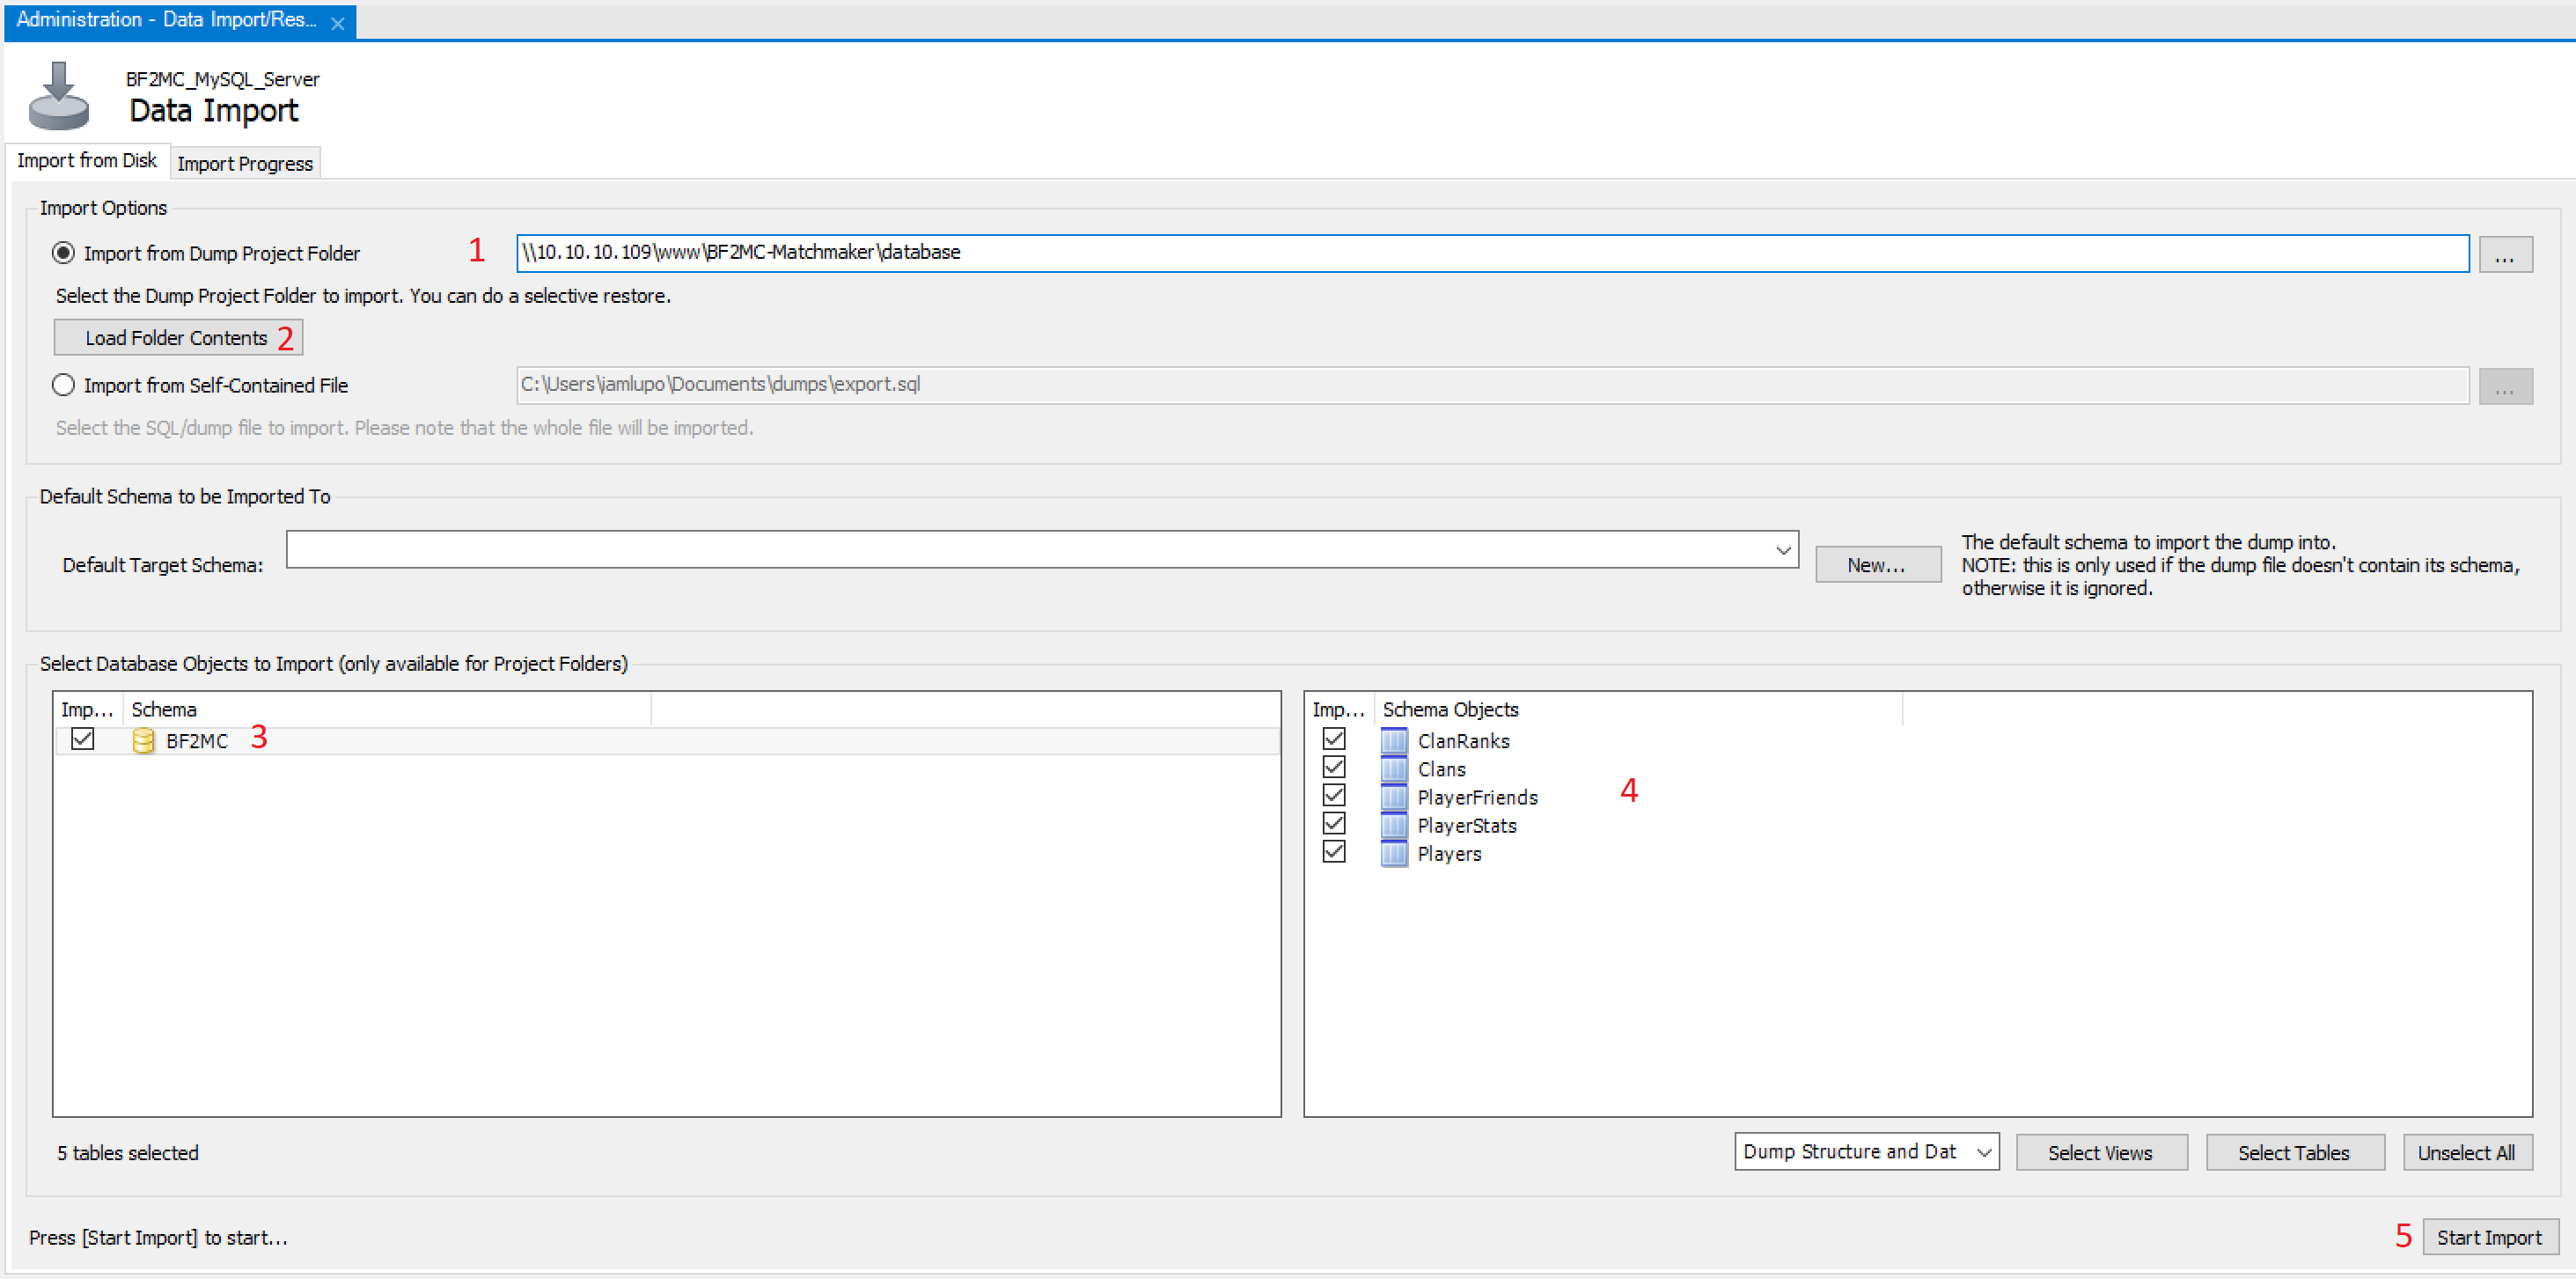 Administration - Data Import/Res...
BF2MC_MySQL_Server
Data Import
Import from Disk
Import Progress
Import Options
Import from Dump Project Folder
1
\\10.10.10.109\www\BF2MC-Matchmaker\database
...
Select the Dump Project Folder to import. You can do a selective restore.
Load Folder Contents
2
Import from Self-Contained File
C:\Users\iamlupo\Documents\dumps\export.sql
...
Select the SQL/dump file to import. Please note that the whole file will be imported.
Default Schema to be Imported To
Default Target Schema:
New...
The default schema to import the dump into.
NOTE: this is only used if the dump file doesn't contain its schema,
otherwise it is ignored.
Select Database Objects to Import (only available for Project Folders)
Imp... Schema
BF2MC 3
Imp... Schema Objects
ClanRanks
Clans
PlayerFriends
4
PlayerStats
Players
5 tables selected
Dump Structure and Dat
Select Views
Select Tables
Unselect All
Press [Start Import] to start...
5
Start Import